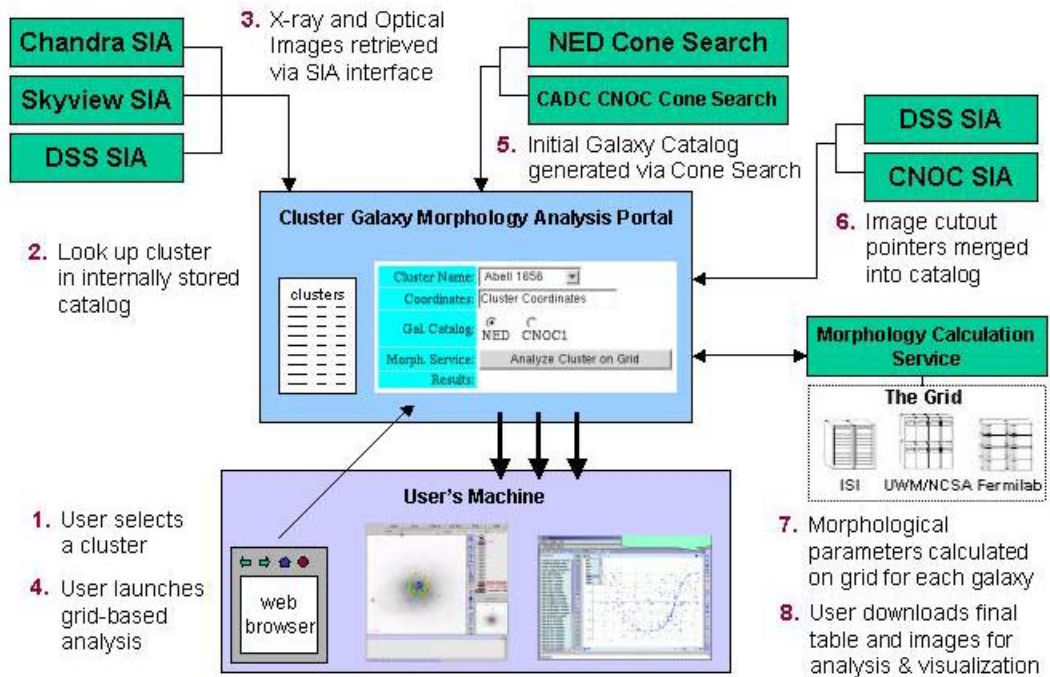 Chandra SIA
Skyview SIA
DSS SIA
3. X-ray and Optical
Images retrieved
via SIA interface
NED Cone Search
CADC CNOC Cone Search
5. Initial Galaxy Catalog
generated via Cone Search
DSS SIA
CNOC SIA
6. Image cutout
pointers merged
into catalog
2. Look up cluster
in internally stored
catalog
Cluster Galaxy Morphology Analysis Portal
clusters
Cluster Name: Abell 1656
Coordinates: Cluster Coordinates
Gal. Catalog: NED CNOC1
Morph. Service: Analyze Cluster on Grid
Results:
Morphology Calculation
Service
The Grid
ISI UWM/NCSA Fermilab
User's Machine
1. User selects
a cluster
4. User launches
grid-based
analysis
web
browser
7. Morphological
parameters calculated
on grid for each galaxy
8. User downloads final
table and images for
analysis & visualization